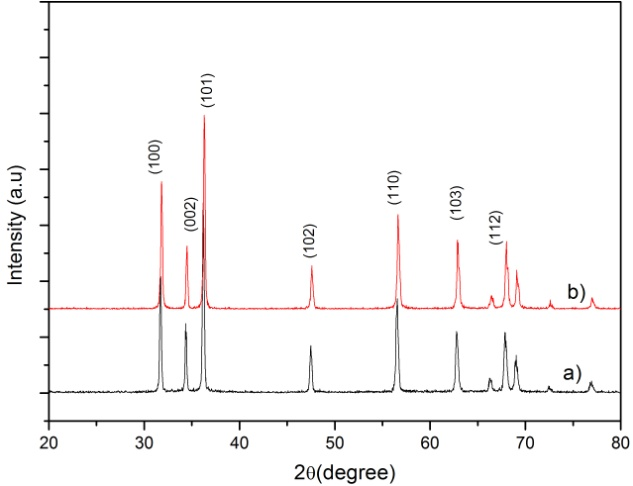 (101)
(100)
(002)
(102)
(110)
(103)
(112)
b)
a)
Intensity (a.u)
20 30 40 50 60 70 80
2θ(degree)